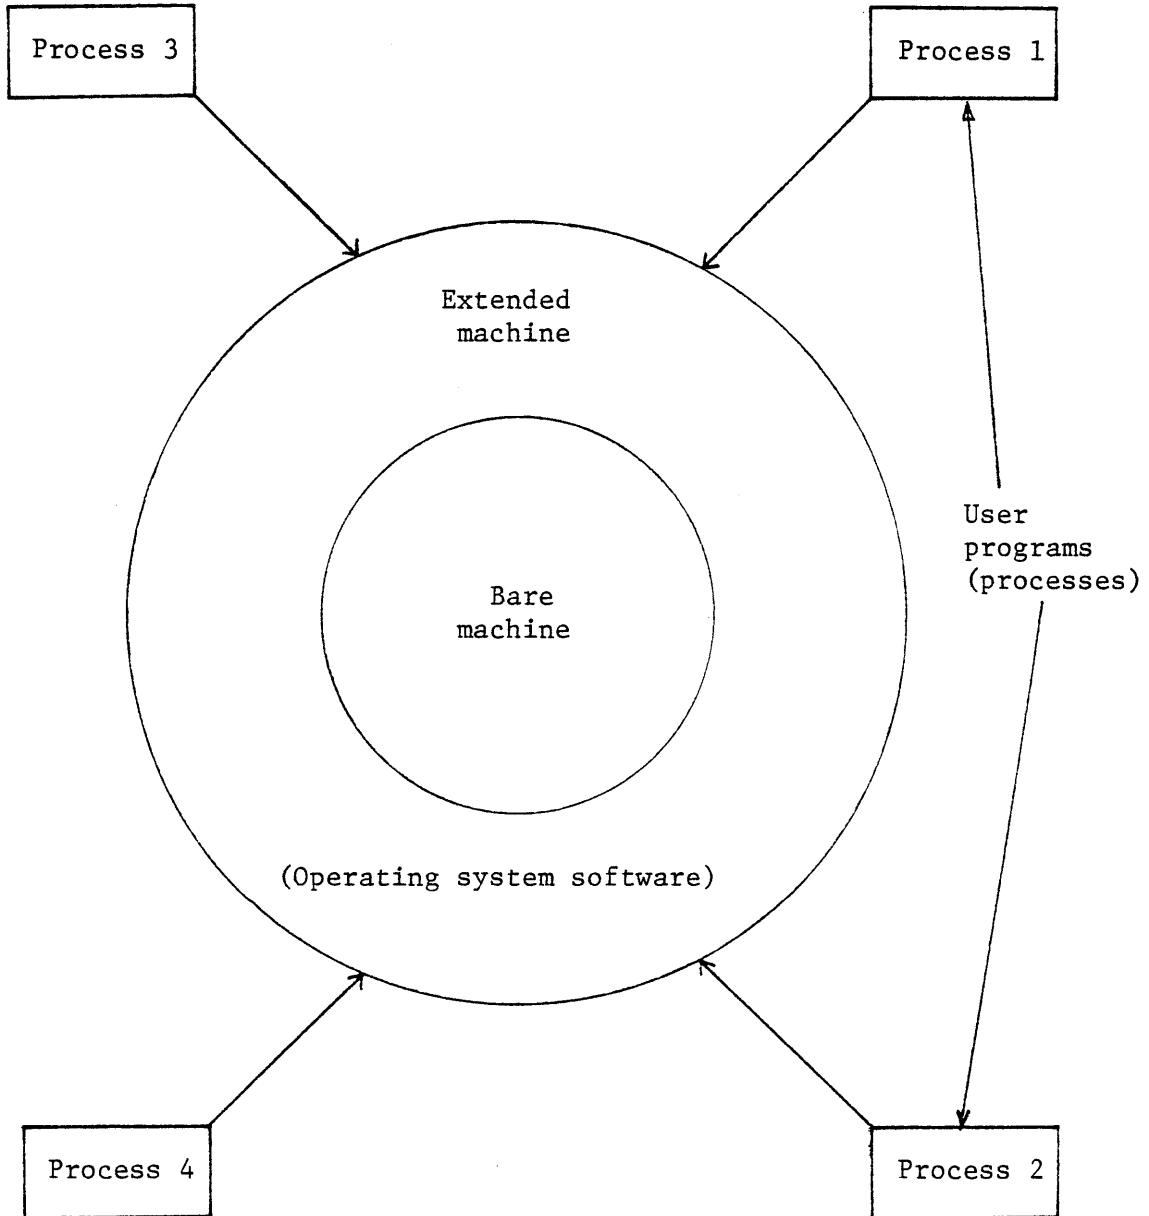 Process 3
Process 1
Extended
machine
User
programs
(processes)
Bare
machine
(Operating system software)
Process 4
Process 2